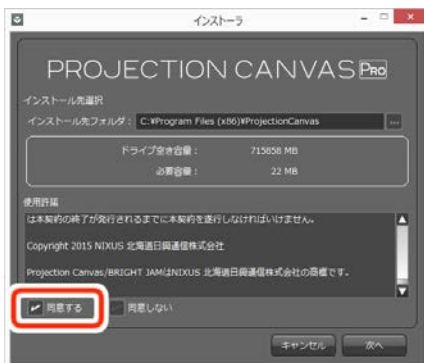 インストーラ
PROJECTION CANVAS PRO
インストール先選択
インストール先フォルダ： C:¥Program Files (x86)¥ProjectionCanvas ...
ドライブ空き容量： 715858 MB
必要容量： 22 MB
使用許諾
は本契約の終了が発行されるまでに本契約を遂行しなければいけません。
Copyright 2015 NIXUS 北海道日興通信株式会社
Projection Canvas/BRIGHT JAMはNIXUS 北海道日興通信株式会社の商標です。
同意する 同意しない
キャンセル 次へ